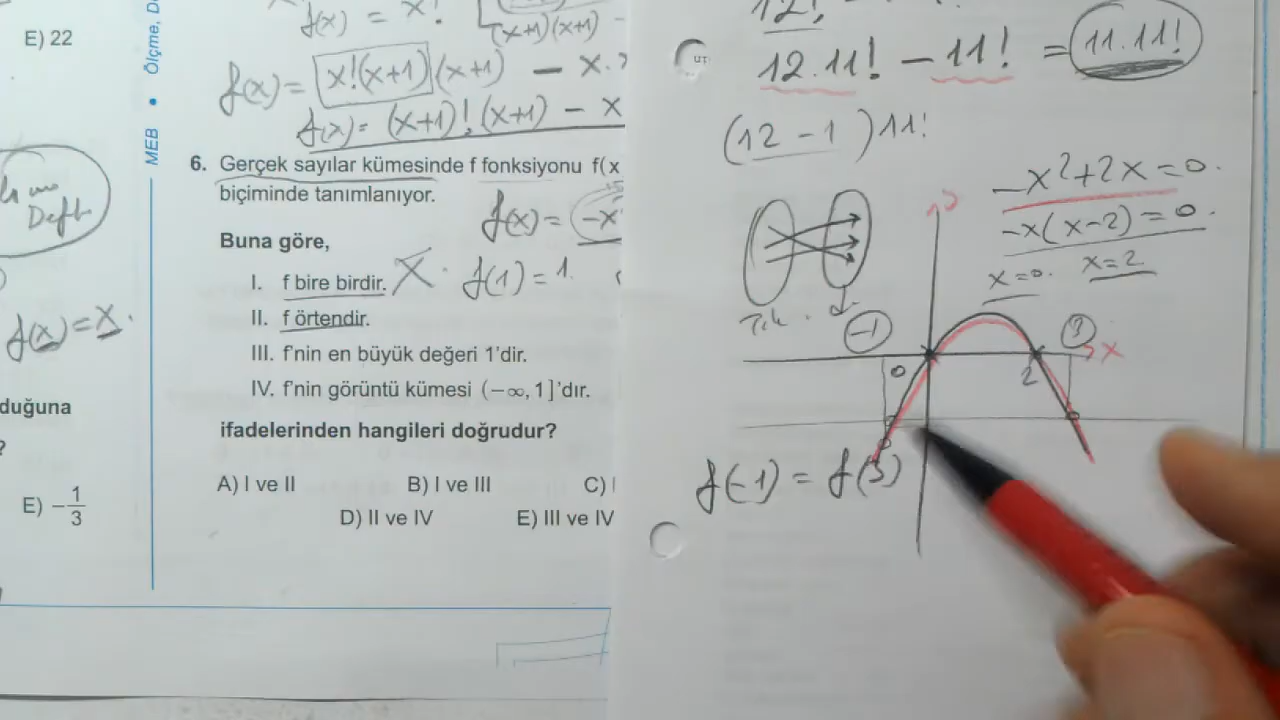 E) 22
MEB • Ölçme, De
Deft
f(x) = x.
duğuna
?
E) -1/3
f(x) = x!
(x+1)(x+1)
f(x) = x!(x+1)(x+1) - x.
f(x) = (x+1)!(x+1) - x
6. Gerçek sayılar kümesinde f fonksiyonu f(x
biçiminde tanımlanıyor.
f(x) = -x
Buna göre,
I. f bire birdir. X. f(1) = 1.
II. f örtendir.
III. f'nin en büyük değeri 1'dir.
IV. f'nin görüntü kümesi (-∞, 1]'dır.
ifadelerinden hangileri doğrudur?
A) I ve II B) I ve III C) I
D) II ve IV E) III ve IV
12!
12.11! - 11! = 11.11!
(12 - 1) 11!
-x²+2x=0.
-x(x-2)=0.
x=0. x=2
-1
3
x
0
2
f(-1) = f(3)